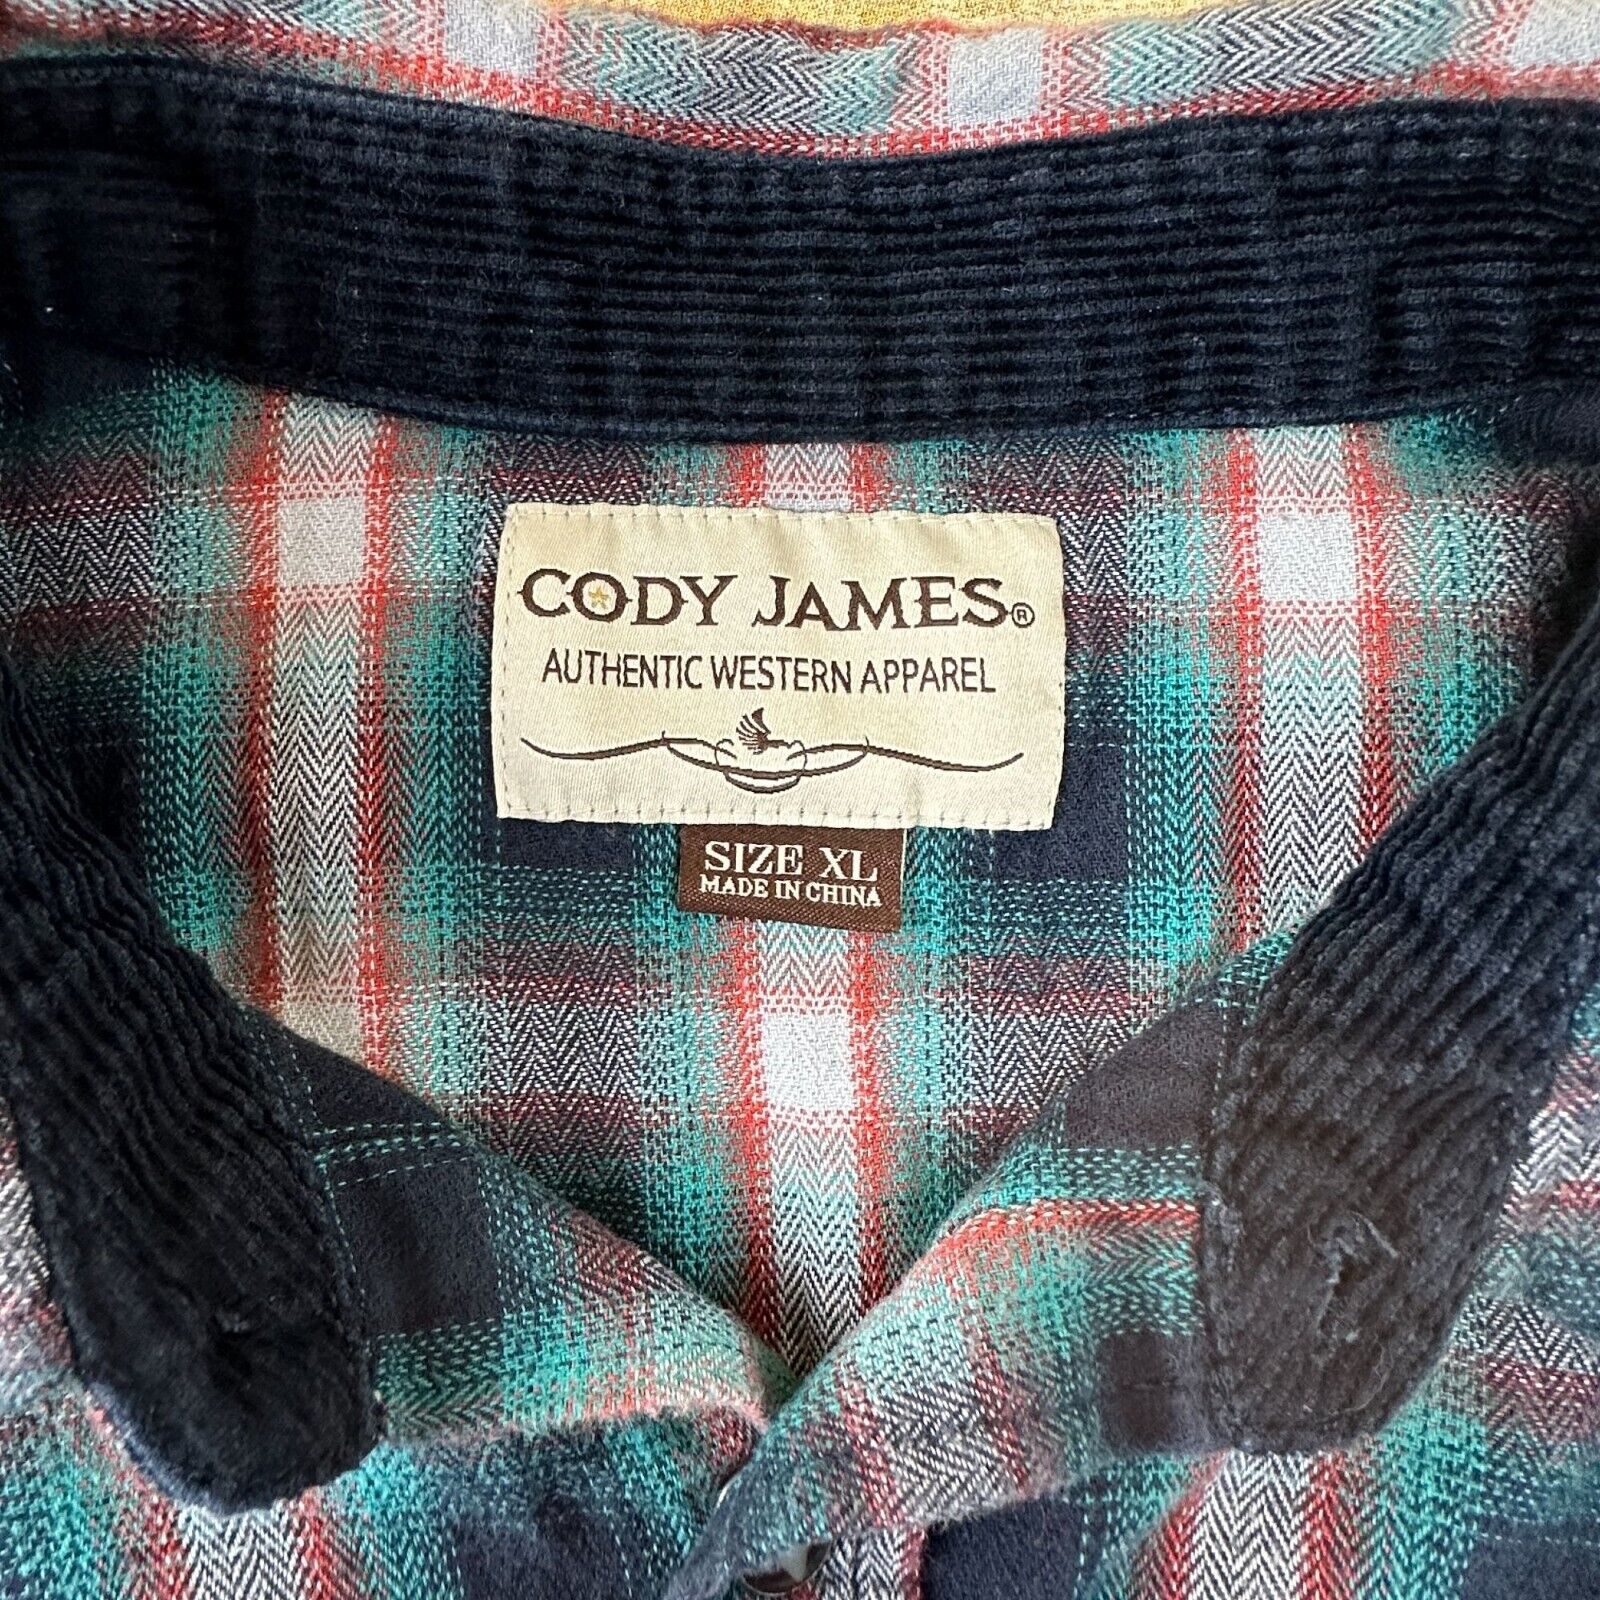 CODY JAMES®
AUTHENTIC WESTERN APPAREL
SIZE XL
MADE IN CHINA